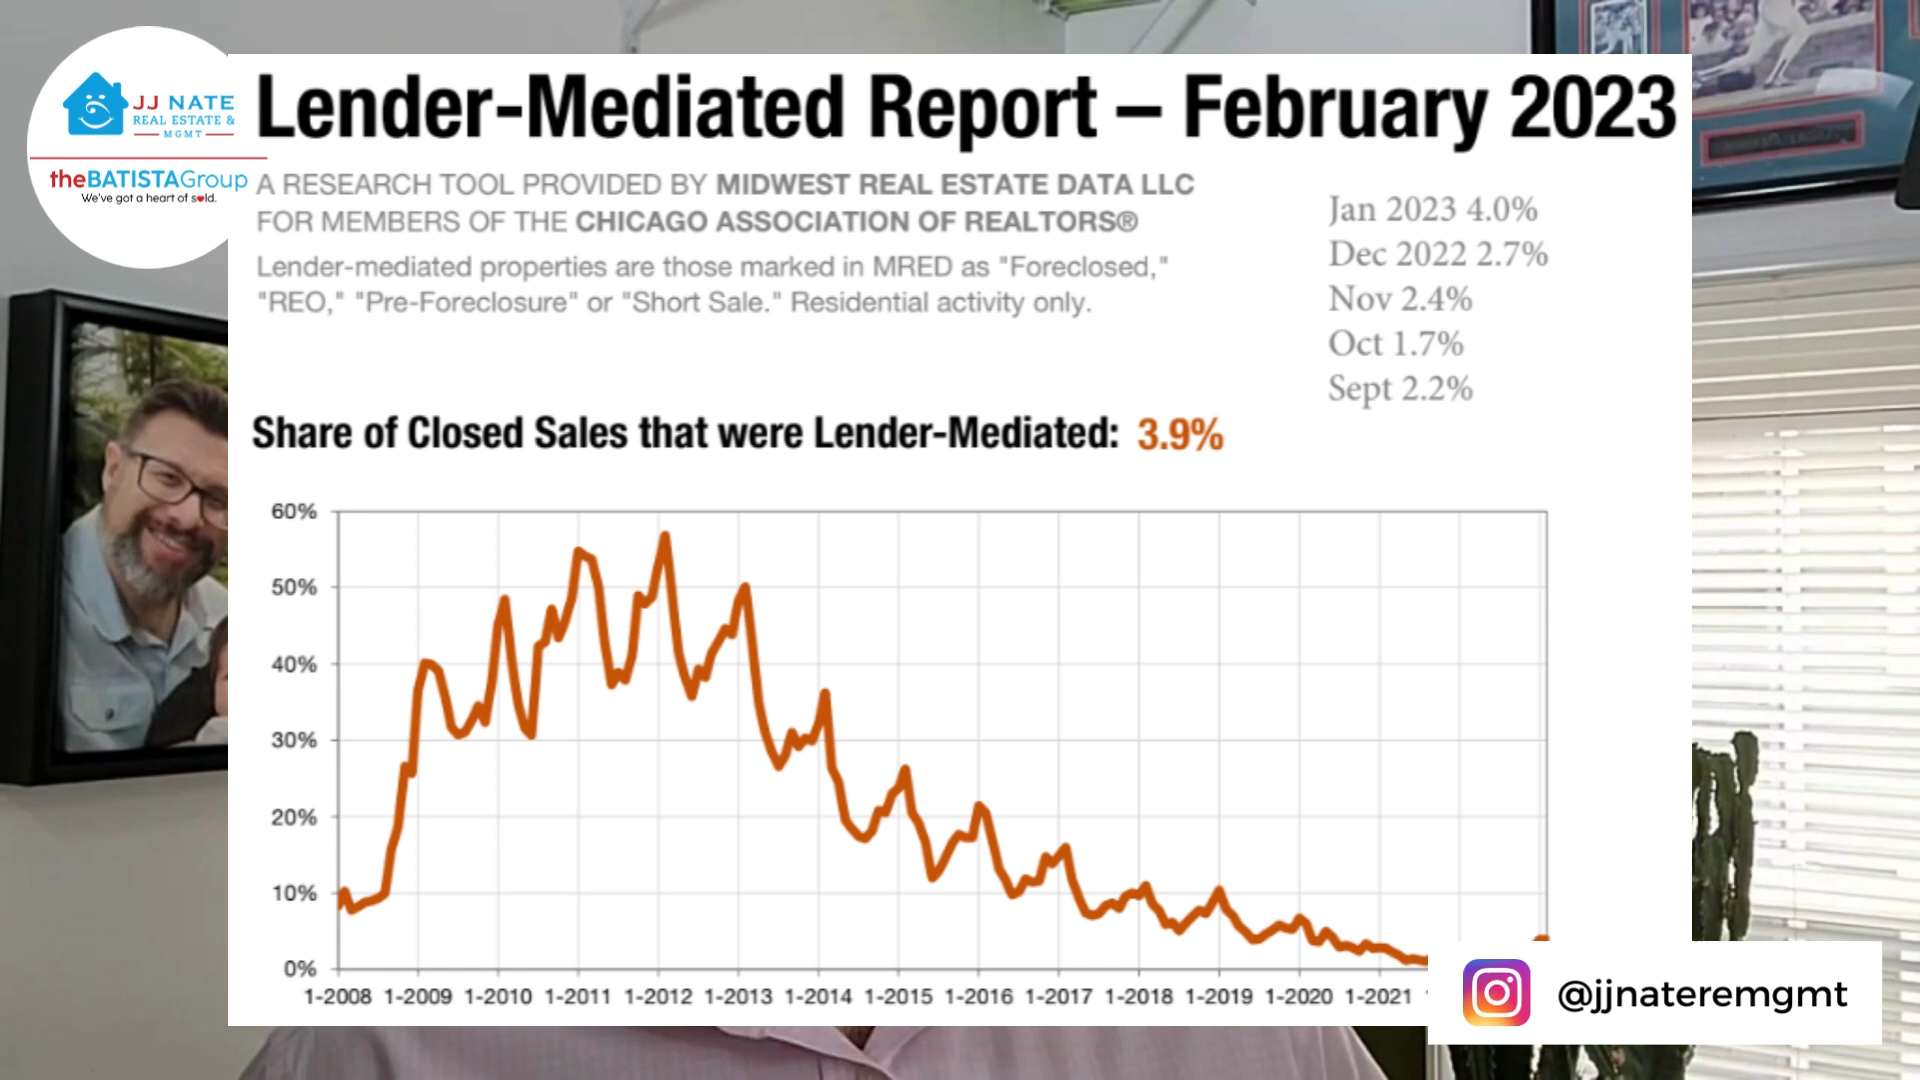 JJ NATE
REAL ESTATE &
MGMT
theBATISTAGroup
We've got a heart of sold.
Lender-Mediated Report – February 2023
A RESEARCH TOOL PROVIDED BY MIDWEST REAL ESTATE DATA LLC
FOR MEMBERS OF THE CHICAGO ASSOCIATION OF REALTORS®
Lender-mediated properties are those marked in MRED as "Foreclosed,"
"REO," "Pre-Foreclosure" or "Short Sale." Residential activity only.
Jan 2023 4.0%
Dec 2022 2.7%
Nov 2.4%
Oct 1.7%
Sept 2.2%
Share of Closed Sales that were Lender-Mediated: 3.9%
60%
50%
40%
30%
20%
10%
0%
1-2008 1-2009 1-2010 1-2011 1-2012 1-2013 1-2014 1-2015 1-2016 1-2017 1-2018 1-2019 1-2020 1-2021
@jjnateremgmt